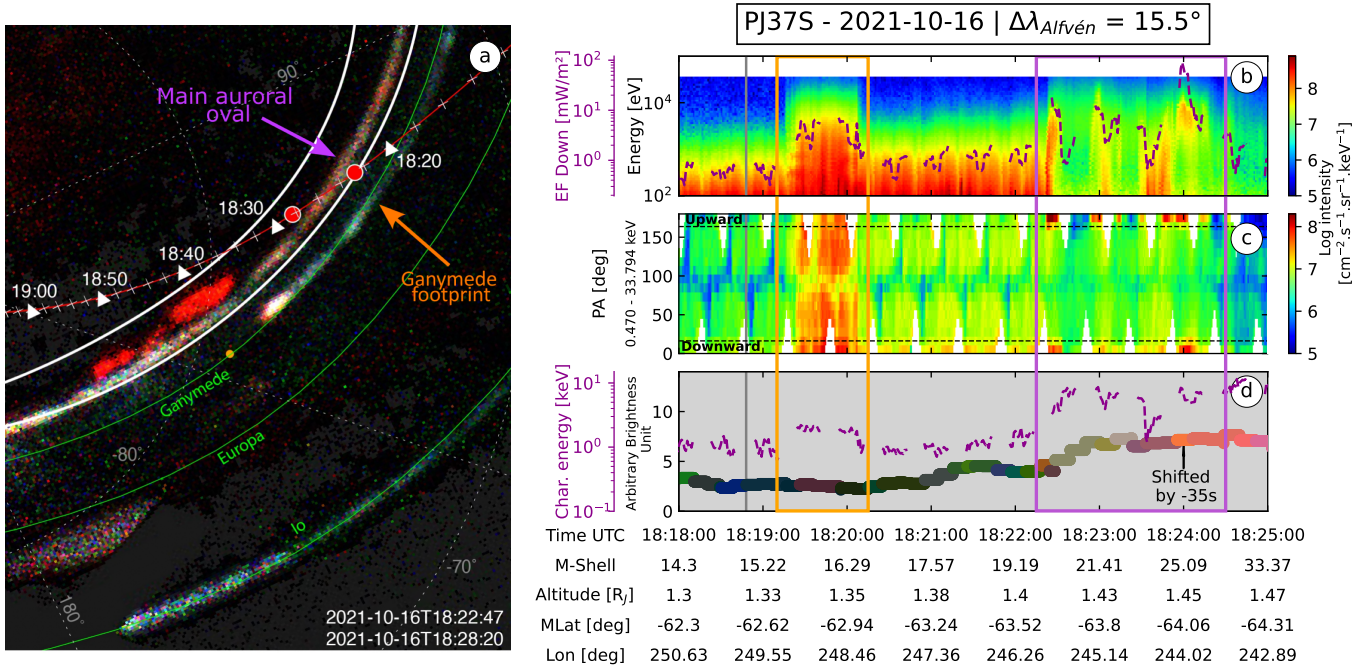 PJ37S - 2021-10-16 | Δλ_Alfvén = 15.5°
a
90°
Main auroral
oval
18:20
18:30
Ganymede
footprint
18:40
18:50
19:00
Ganymede
-80°
Europa
Io
-70°
180°
2021-10-16T18:22:47
2021-10-16T18:28:20
EF Down [mW/m²]
10²
10¹
10⁰
Energy [eV]
10⁴
10²
b
8
7
6
5
Log intensity
[cm⁻².s⁻¹.sr⁻¹.keV⁻¹]
PA [deg]
0.470 - 33.794 keV
150
100
50
0
Upward
Downward
c
8
7
6
5
Char. energy [keV]
10¹
10⁰
10⁻¹
Arbitrary Brightness
Unit
10
5
0
d
Shifted
by -35s
Time UTC 18:18:00 18:19:00 18:20:00 18:21:00 18:22:00 18:23:00 18:24:00 18:25:00
M-Shell 14.3 15.22 16.29 17.57 19.19 21.41 25.09 33.37
Altitude [R_J] 1.3 1.33 1.35 1.38 1.4 1.43 1.45 1.47
MLat [deg] -62.3 -62.62 -62.94 -63.24 -63.52 -63.8 -64.06 -64.31
Lon [deg] 250.63 249.55 248.46 247.36 246.26 245.14 244.02 242.89